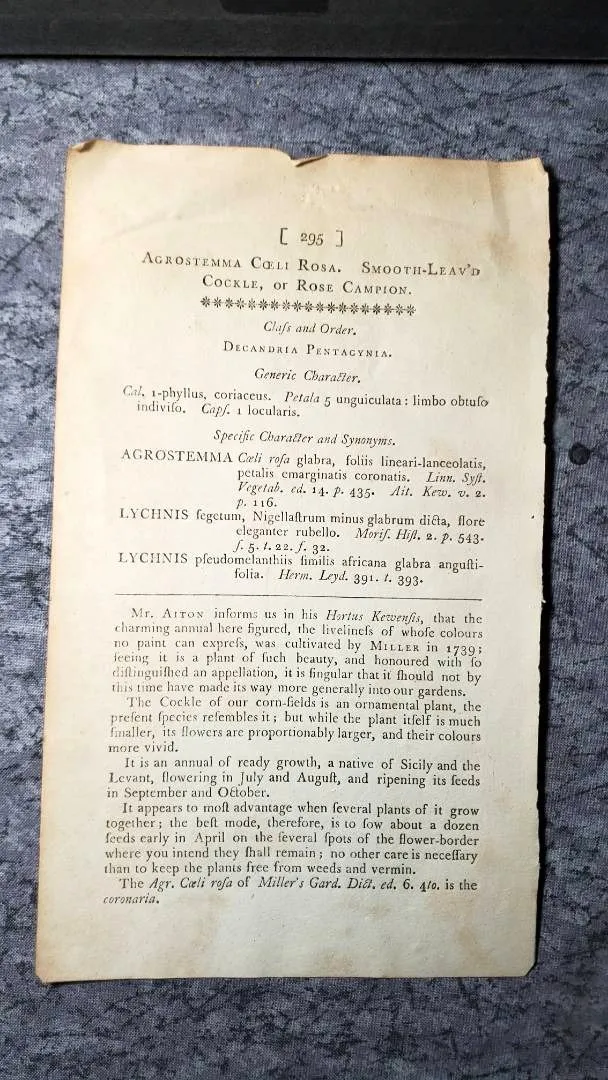 [ 295 ]
AGROSTEMMA CŒLI ROSA. SMOOTH-LEAV'D
COCKLE, or ROSE CAMPION.
******************
Claſs and Order.
DECANDRIA PENTAGYNIA.
Generic Character.
Cal. 1-phyllus, coriaceus. Petala 5 unguiculata: limbo obtuſo
indiviſo. Capſ. 1 locularis.
Specific Character and Synonyms.
AGROSTEMMA Cœli roſa glabra, foliis lineari-lanceolatis,
petalis emarginatis coronatis. Linn. Syſt.
Vegetab. ed. 14. p. 435. Ait. Kew. v. 2.
p. 116.
LYCHNIS ſegetum, Nigellaſtrum minus glabrum dicta, flore
eleganter rubello. Moriſ. Hiſt. 2. p. 543.
ſ. 5. t. 22. f. 32.
LYCHNIS pſeudomelanthiis ſimilis africana glabra anguſti-
folia. Herm. Leyd. 391. t. 393.
Mr. AITON informs us in his Hortus Kewenſis, that the
charming annual here figured, the livelineſs of whoſe colours
no paint can expreſs, was cultivated by MILLER in 1739;
ſeeing it is a plant of ſuch beauty, and honoured with ſo
diſtinguiſhed an appellation, it is ſingular that it ſhould not by
this time have made its way more generally into our gardens.
The Cockle of our corn-fields is an ornamental plant, the
preſent ſpecies reſembles it; but while the plant itſelf is much
ſmaller, its flowers are proportionably larger, and their colours
more vivid.
It is an annual of ready growth, a native of Sicily and the
Levant, flowering in July and Auguſt, and ripening its ſeeds
in September and October.
It appears to moſt advantage when ſeveral plants of it grow
together; the beſt mode, therefore, is to ſow about a dozen
ſeeds early in April on the ſeveral ſpots of the flower-border
where you intend they ſhall remain; no other care is neceſſary
than to keep the plants free from weeds and vermin.
The Agr. Cœli roſa of Miller's Gard. Dict. ed. 6. 4to. is the
coronaria.